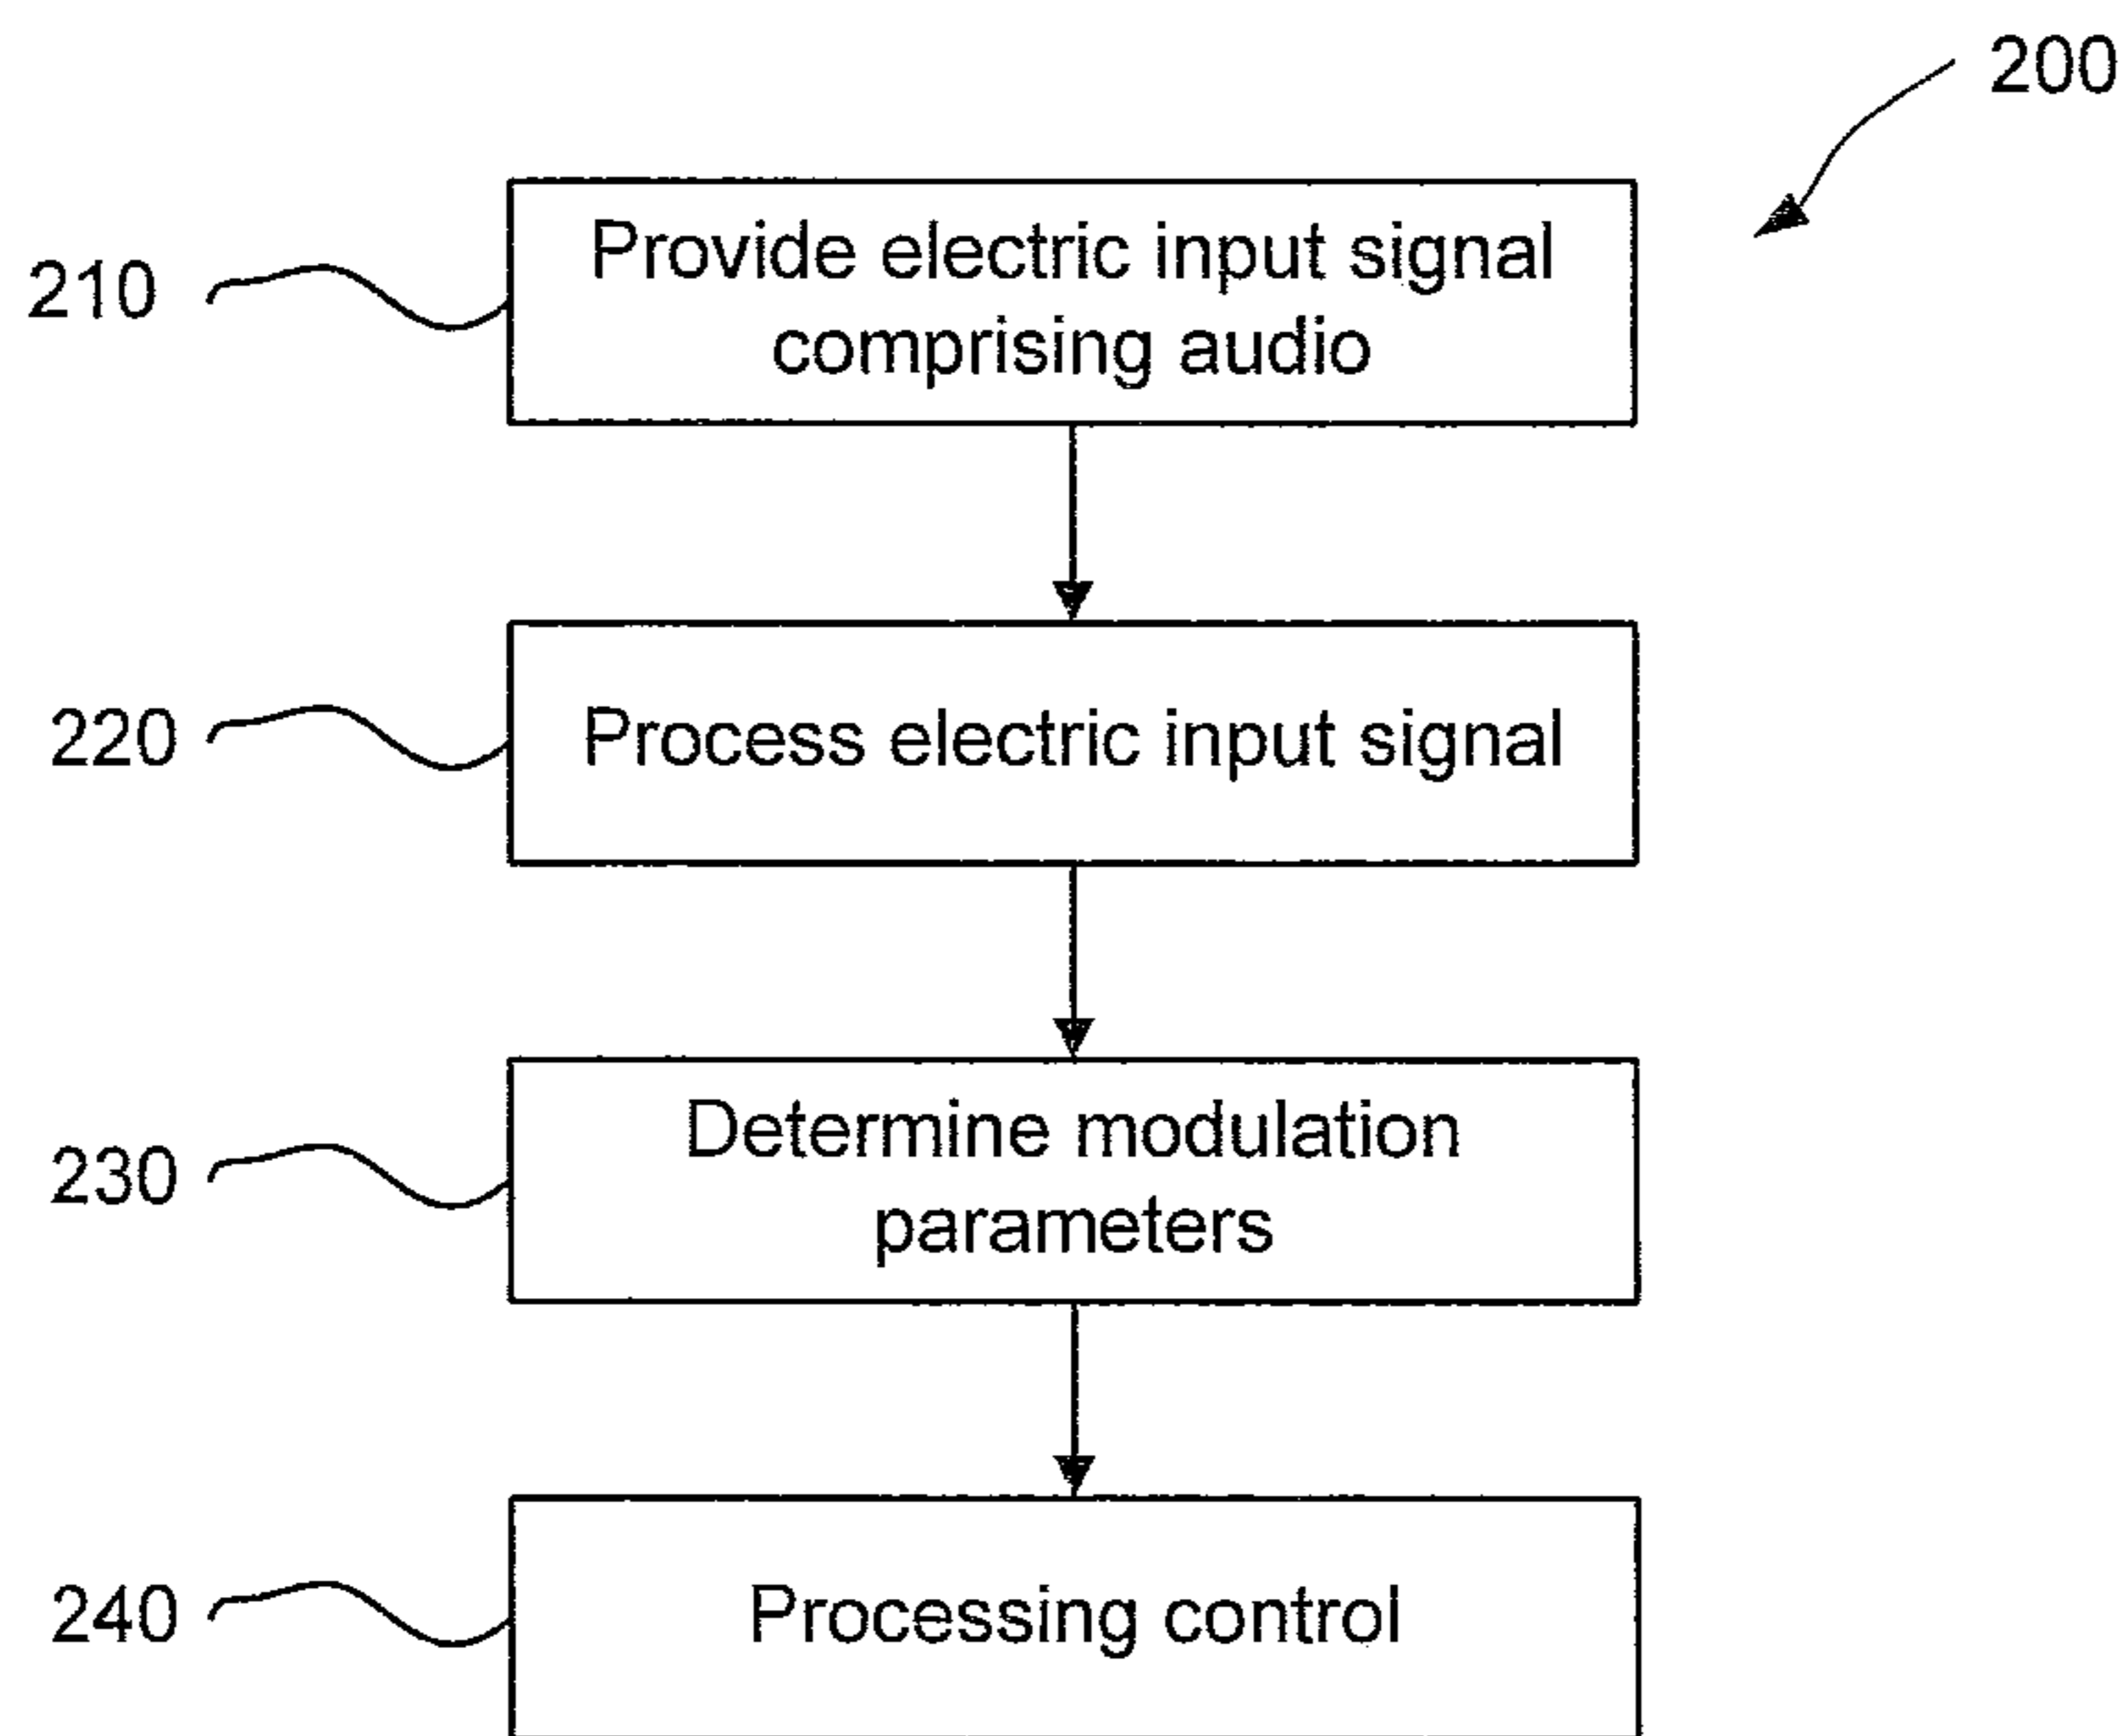 200
210
Provide electric input signal
comprising audio
220
Process electric input signal
230
Determine modulation
parameters
240
Processing control